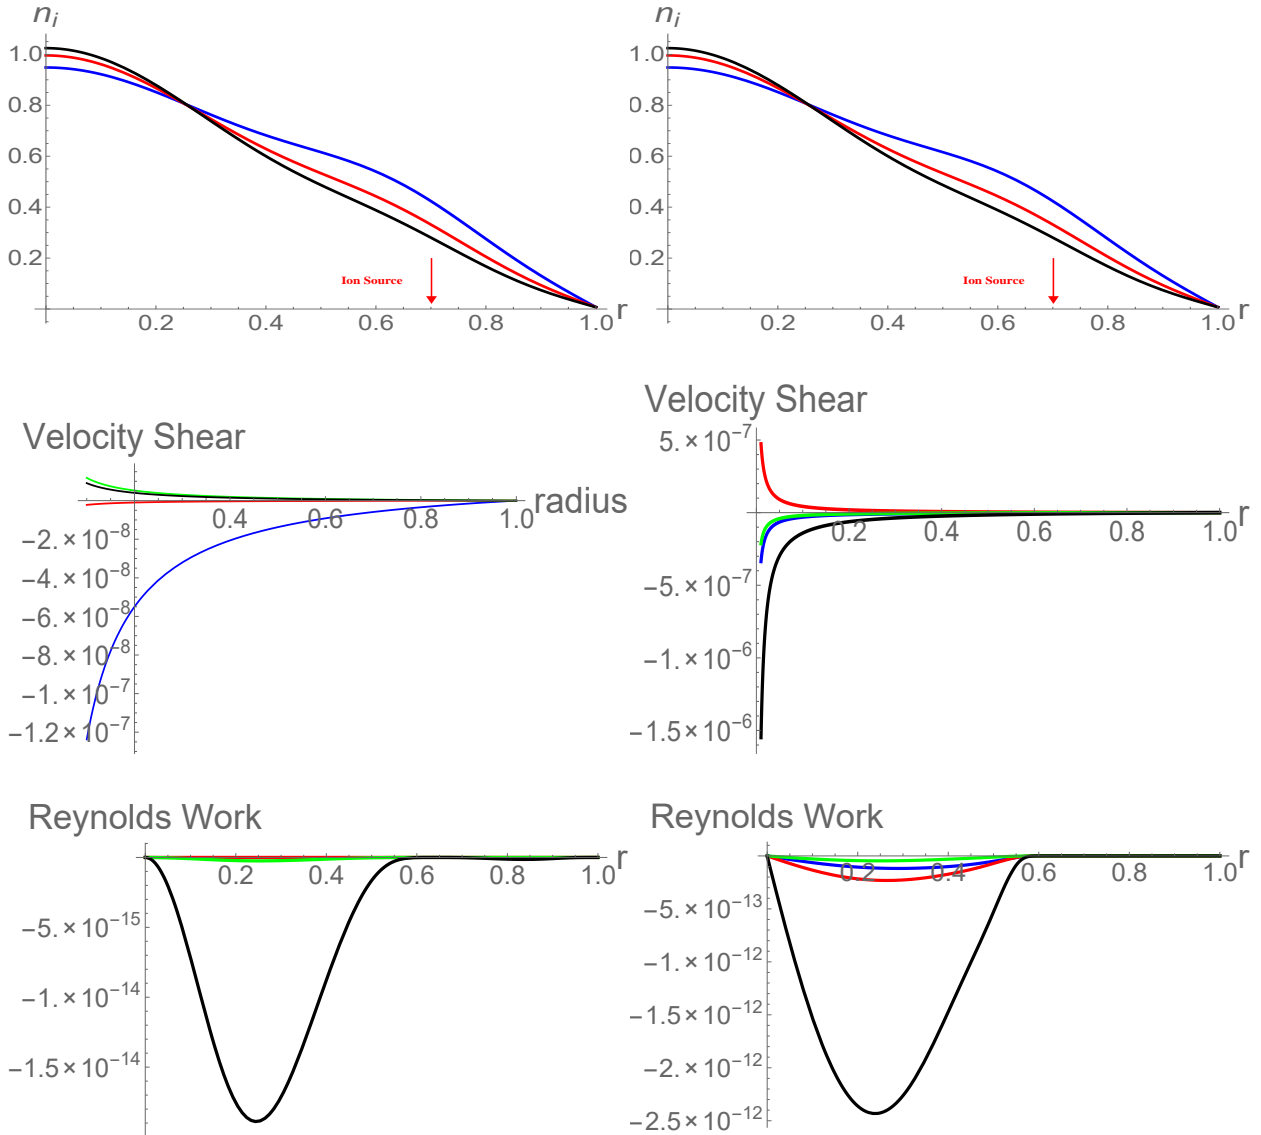 n_i
1.0
0.8
0.6
0.4
0.2
Ion Source
0.2 0.4 0.6 0.8 1.0 r
n_i
1.0
0.8
0.6
0.4
0.2
Ion Source
0.2 0.4 0.6 0.8 1.0 r
Velocity Shear
0.4 0.6 0.8 1.0 radius
−2.×10^−8
−4.×10^−8
−6.×10^−8
−8.×10^−8
−1.×10^−7
−1.2×10^−7
Velocity Shear
5.×10^−7
0.2 0.4 0.6 0.8 1.0 r
−5.×10^−7
−1.×10^−6
−1.5×10^−6
Reynolds Work
0.2 0.4 0.6 0.8 1.0 r
−5.×10^−15
−1.×10^−14
−1.5×10^−14
Reynolds Work
0.2 0.4 0.6 0.8 1.0 r
−5.×10^−13
−1.×10^−12
−1.5×10^−12
−2.×10^−12
−2.5×10^−12